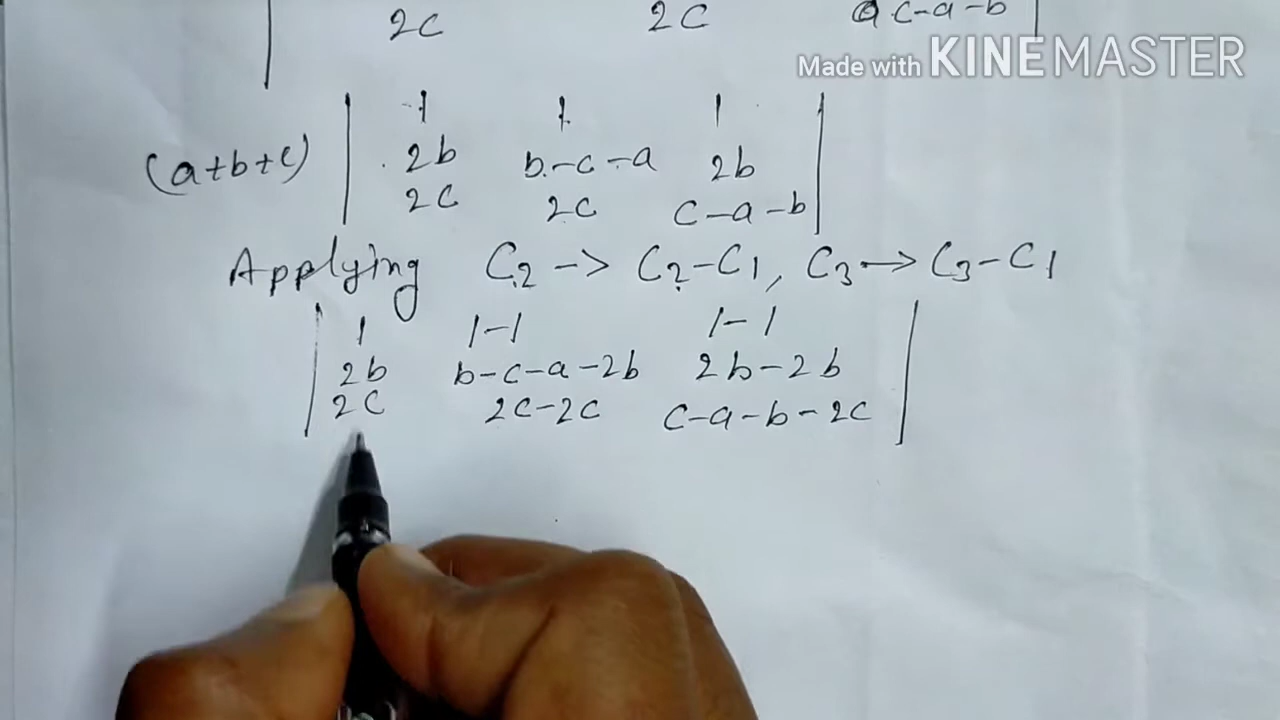 2c 2c c-a-b
Made with KINEMASTER
1 1 1
(a+b+c) 2b b-c-a 2b
2c 2c c-a-b
Applying C2 -> C2-C1, C3 -> C3-C1
1 1-1 1-1
2b b-c-a-2b 2b-2b
2c 2c-2c c-a-b-2c